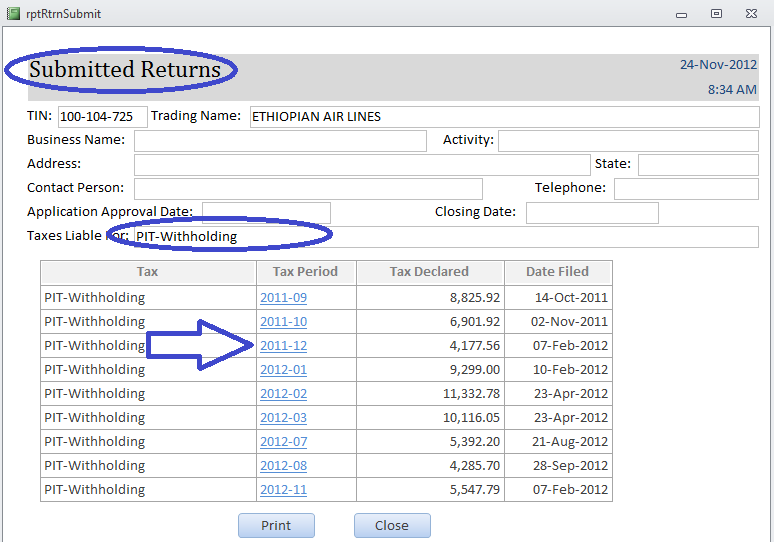 rptRtrnSubmit
Submitted Returns
24-Nov-2012
8:34 AM
TIN: 100-104-725 Trading Name: ETHIOPIAN AIR LINES
Business Name: Activity:
Address: State:
Contact Person: Telephone:
Application Approval Date: Closing Date:
Taxes Liable For: PIT-Withholding
Tax Tax Period Tax Declared Date Filed
PIT-Withholding 2011-09 8,825.92 14-Oct-2011
PIT-Withholding 2011-10 6,901.92 02-Nov-2011
PIT-Withholding 2011-12 4,177.56 07-Feb-2012
PIT-Withholding 2012-01 9,299.00 10-Feb-2012
PIT-Withholding 2012-02 11,332.78 23-Apr-2012
PIT-Withholding 2012-03 10,116.05 23-Apr-2012
PIT-Withholding 2012-07 5,392.20 21-Aug-2012
PIT-Withholding 2012-08 4,285.70 28-Sep-2012
PIT-Withholding 2012-11 5,547.79 07-Feb-2012
Print Close